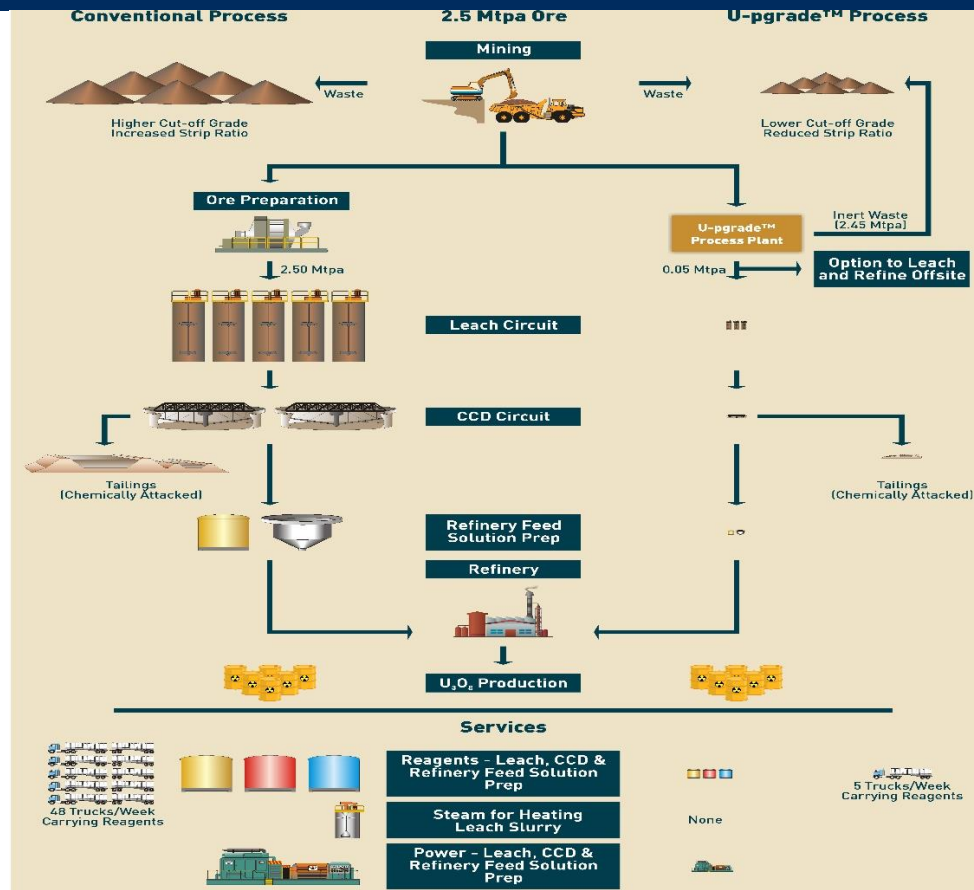 Conventional Process
2.5 Mtpa Ore
U-pgrade™ Process
Mining
Waste
Waste
Higher Cut-off Grade
Increased Strip Ratio
Lower Cut-off Grade
Reduced Strip Ratio
Ore Preparation
U-pgrade™
Process Plant
Inert Waste
(2.45 Mtpa)
2.50 Mtpa
0.05 Mtpa
Option to Leach
and Refine Offsite
Leach Circuit
CCD Circuit
Tailings
(Chemically Attacked)
Tailings
(Chemically Attacked)
Refinery Feed
Solution Prep
Refinery
U₃O₈ Production
Services
Reagents - Leach, CCD &
Refinery Feed Solution
Prep
48 Trucks/Week
Carrying Reagents
5 Trucks/Week
Carrying Reagents
Steam for Heating
Leach Slurry
None
Power - Leach, CCD &
Refinery Feed Solution
Prep